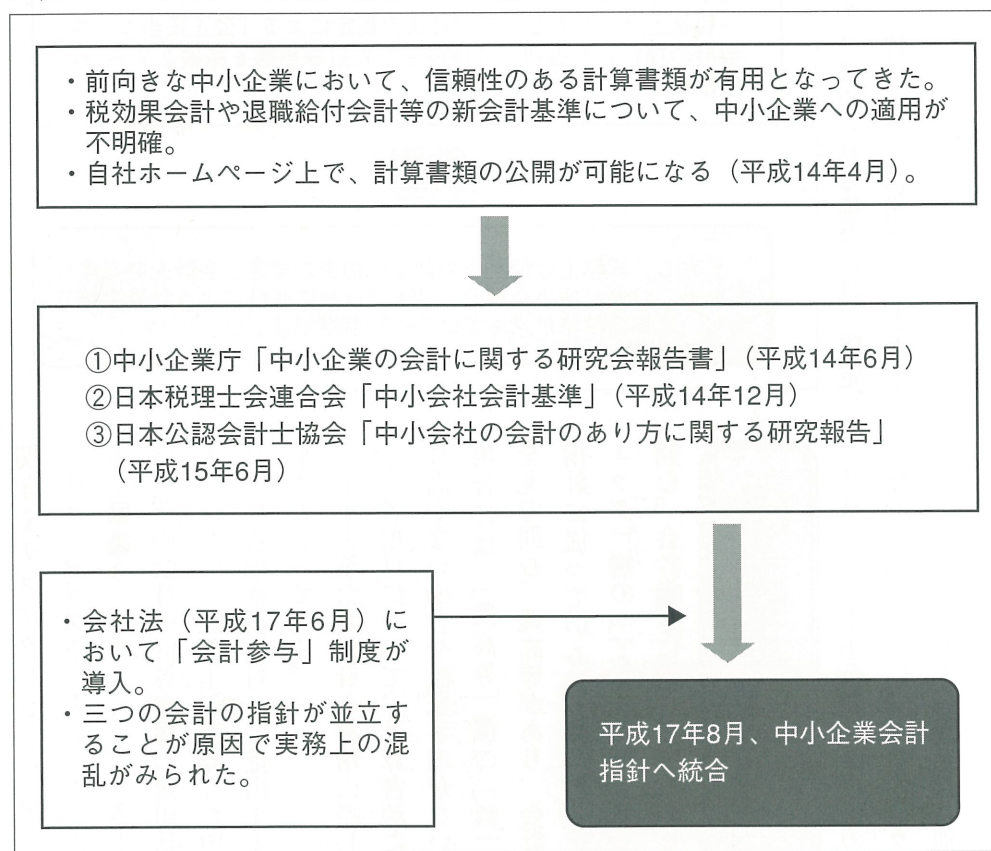 ・前向きな中小企業において、信頼性のある計算書類が有用となってきた。
・税効果会計や退職給付会計等の新会計基準について、中小企業への適用が
不明確。
・自社ホームページ上で、計算書類の公開が可能になる（平成14年4月）。
①中小企業庁「中小企業の会計に関する研究会報告書」（平成14年6月）
②日本税理士会連合会「中小会社会計基準」（平成14年12月）
③日本公認会計士協会「中小会社の会計のあり方に関する研究報告」
（平成15年6月）
・会社法（平成17年6月）に
おいて「会計参与」制度が
導入。
・三つの会計の指針が並立す
ることが原因で実務上の混
乱がみられた。
平成17年8月、中小企業会計
指針へ統合